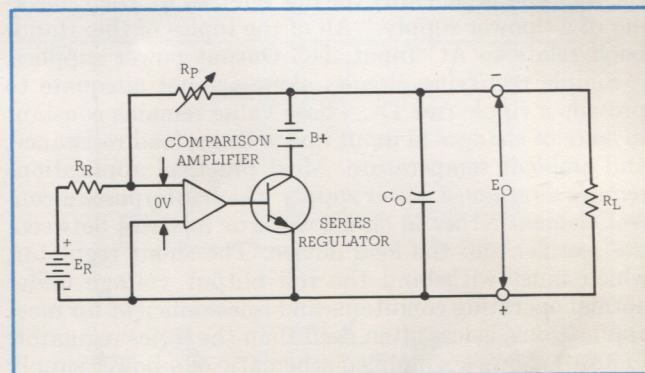 R_P
B+
COMPARISON
AMPLIFIER
R_R
0V
+
E_R
SERIES
REGULATOR
C_O
−
E_O
+
R_L